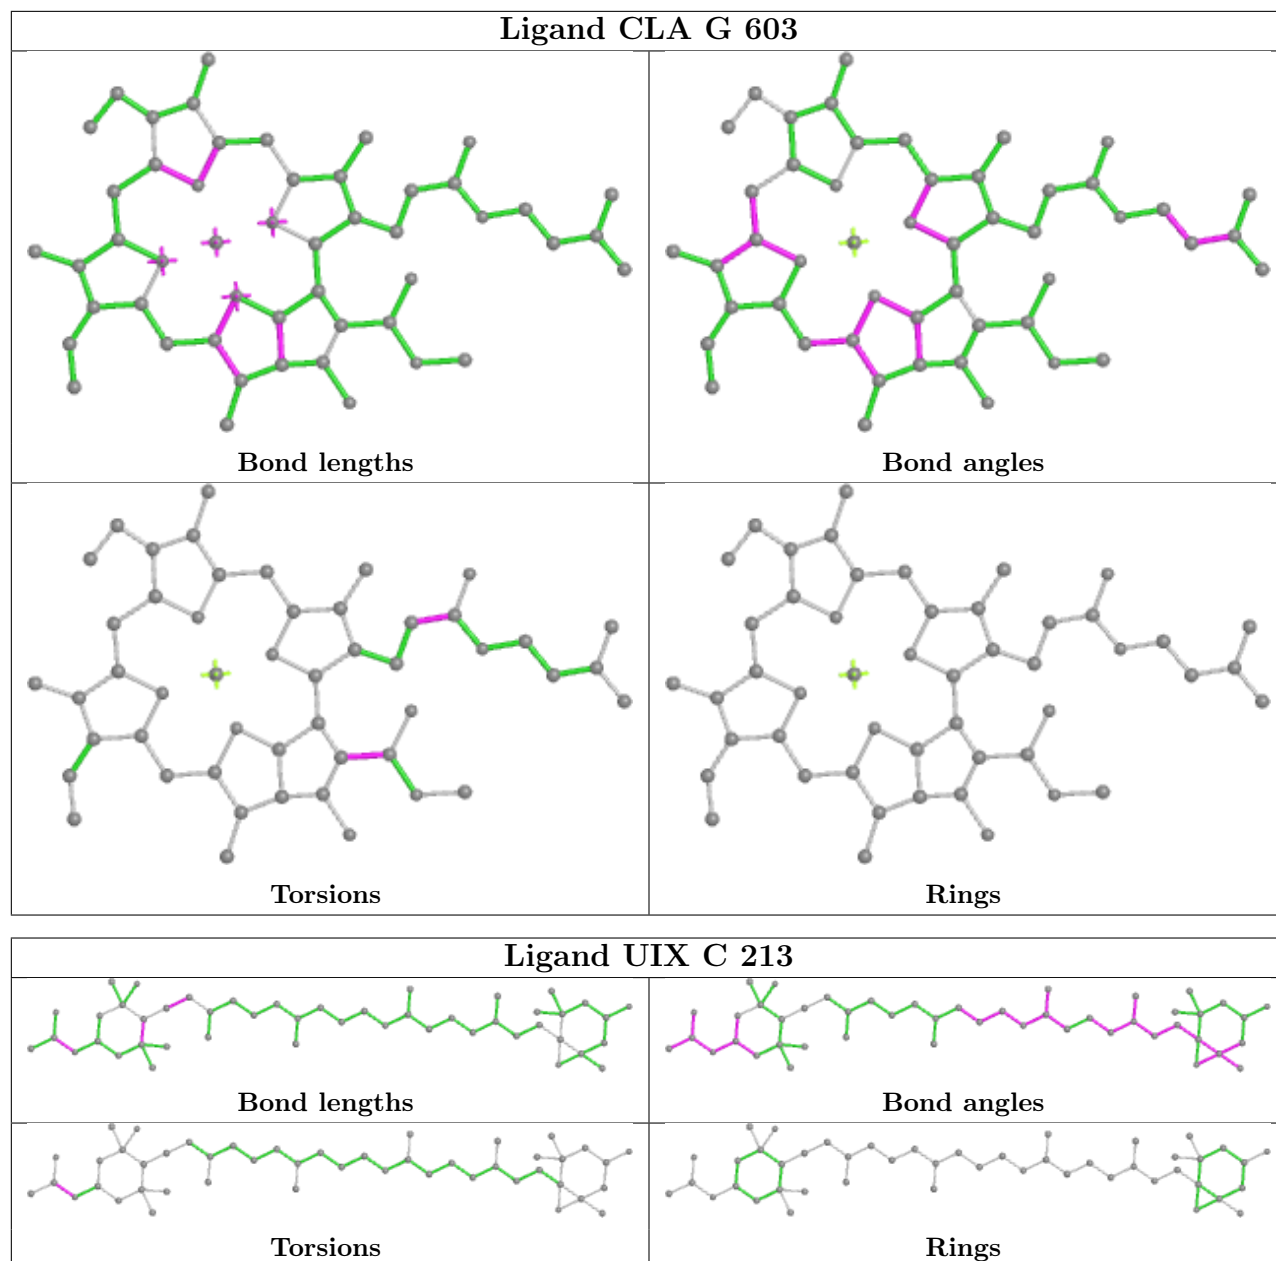 Ligand CLA G 603
Bond lengths
Bond angles
Torsions
Rings
Ligand UIX C 213
Bond lengths
Bond angles
Torsions
Rings